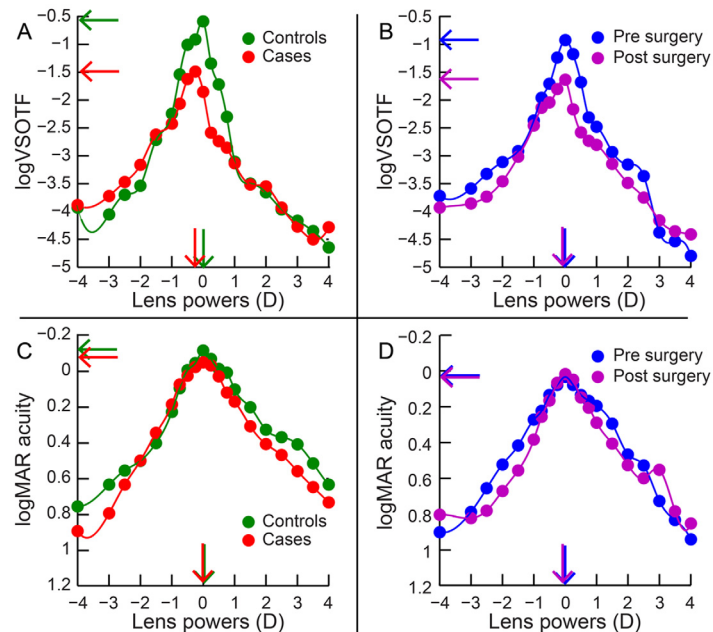 A
Controls
Cases
logVSOTF
−0.5
−1
−1.5
−2
−2.5
−3
−3.5
−4
−4.5
−5
−4 −3 −2 −1 0 1 2 3 4
Lens powers (D)
B
Pre surgery
Post surgery
logVSOTF
−0.5
−1
−1.5
−2
−2.5
−3
−3.5
−4
−4.5
−5
−4 −3 −2 −1 0 1 2 3 4
Lens powers (D)
C
Controls
Cases
logMAR acuity
−0.2
0
0.2
0.4
0.6
0.8
1
1.2
−4 −3 −2 −1 0 1 2 3 4
Lens powers (D)
D
Pre surgery
Post surgery
logMAR acuity
−0.2
0
0.2
0.4
0.6
0.8
1
1.2
−4 −3 −2 −1 0 1 2 3 4
Lens powers (D)